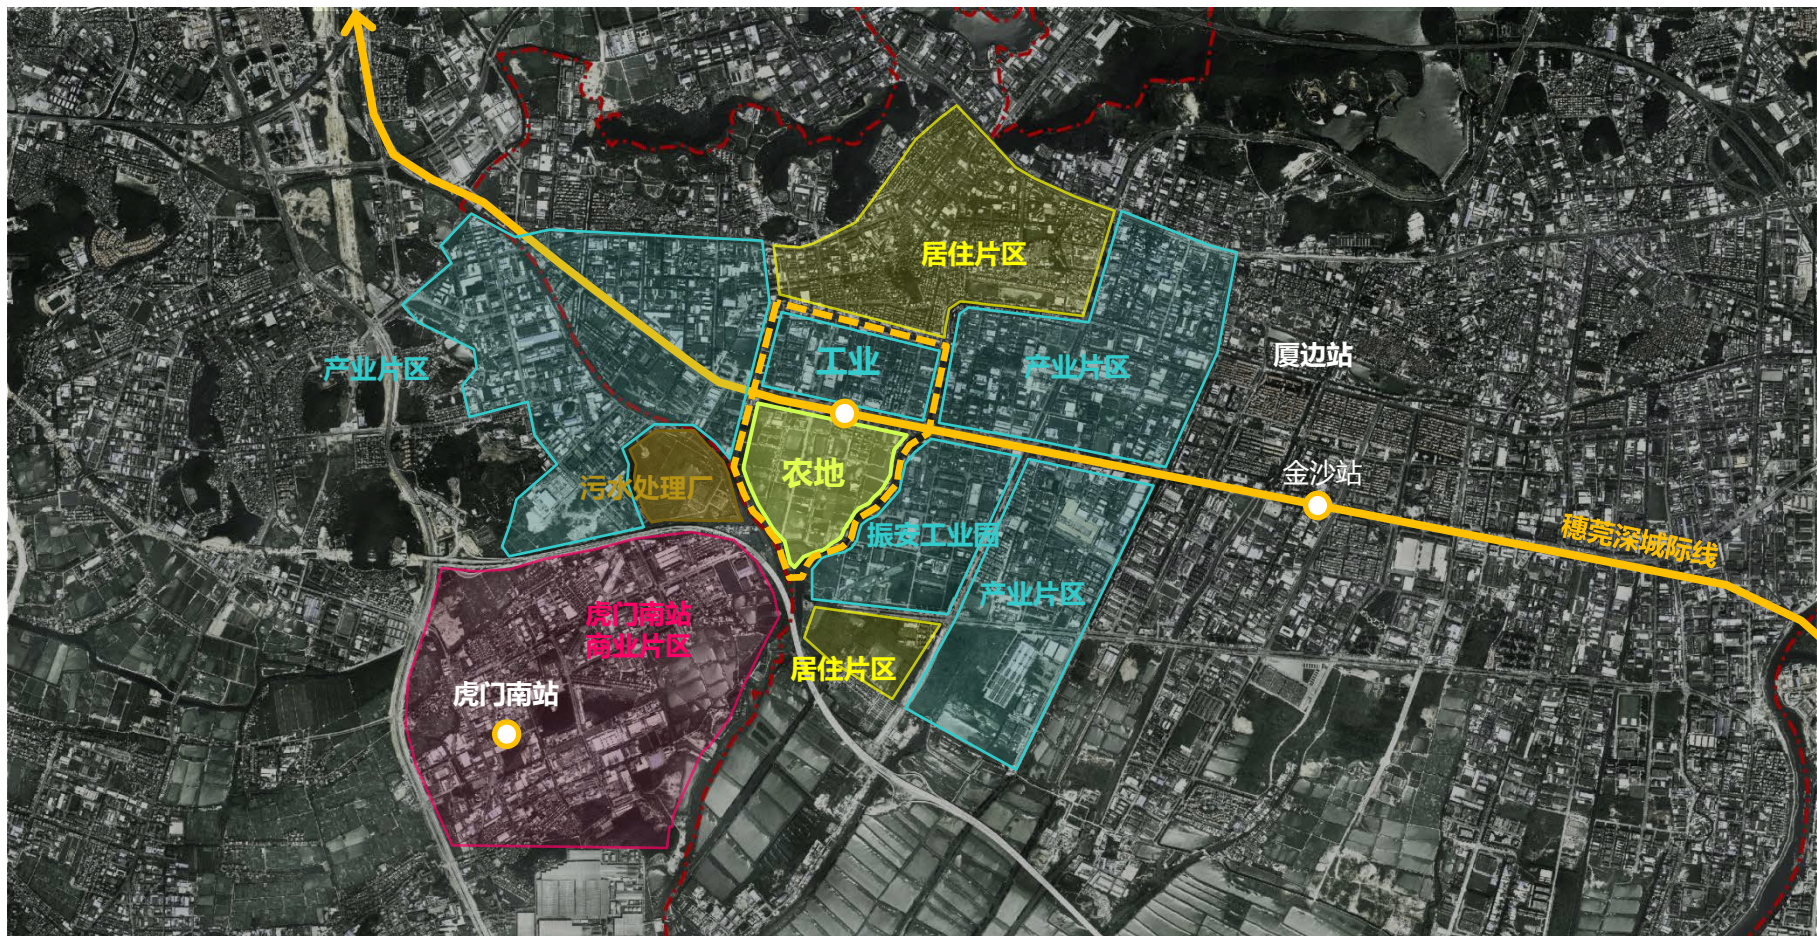 居住片区
产业片区
工业
产业片区
厦边站
农地
污水处理厂
金沙站
振安工业园
穗莞深城际线
产业片区
虎门南站
商业片区
居住片区
虎门南站